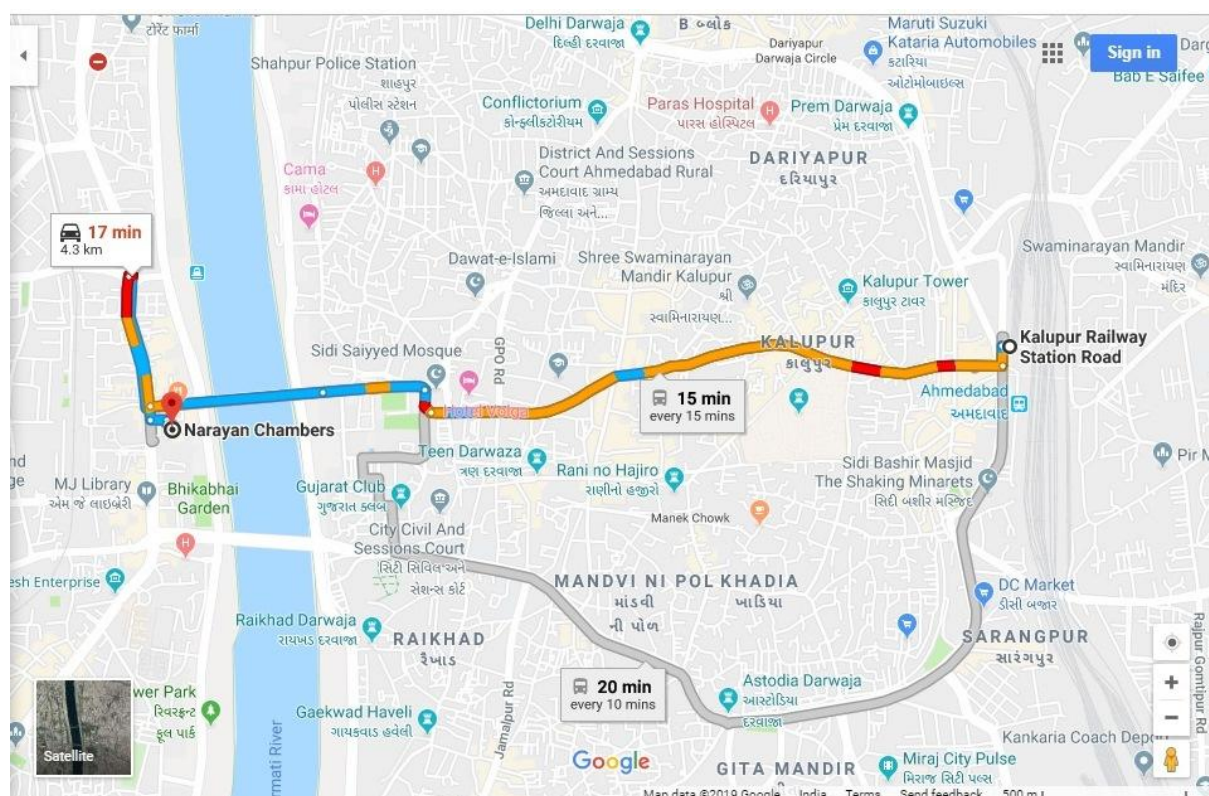 ટોરેન્ટ ફાર્મા
Delhi Darwaja
દિલ્હી દરવાજા
B બ્લોક
Dariyapur
Darwaja Circle
Maruti Suzuki
Kataria Automobiles
કટારિયા
ઓટોમોબાઇલ્સ
Sign in
Bab E Saifee
Shahpur Police Station
શાહપુર
પોલીસ સ્ટેશન
Conflictorium
કોન્ફ્લીકટોરીયમ
Paras Hospital
પારસ હોસ્પિટલ
Prem Darwaja
પ્રેમ દરવાજા
District And Sessions
Court Ahmedabad Rural
અમદાવાદ ગ્રામ્ય
જિલ્લા અને...
DARIYAPUR
દરિયાપુર
Cama
કામા હોટલ
17 min
4.3 km
Dawat-e-Islami
Shree Swaminarayan
Mandir Kalupur
શ્રી
સ્વામિનારાયણ...
Kalupur Tower
કાલુપુર ટાવર
Swaminarayan Mandir
સ્વામિનારાયણ
મંદિર
GPO Rd
Sidi Saiyyed Mosque
KALUPUR
કાલુપુર
Kalupur Railway
Station Road
15 min
every 15 mins
Ahmedabad
અમદાવાદ
Hotel Volga
Narayan Chambers
Teen Darwaza
ત્રણ દરવાજા
Rani no Hajiro
રાણીનો હજીરો
Sidi Bashir Masjid
The Shaking Minarets
સિદી બશીર મસ્જિદ
Pir M
MJ Library
એમ જે લાઇબ્રેરી
Bhikabhai
Garden
Gujarat Club
ગુજરાત ક્લબ
Manek Chowk
City Civil And
Sessions Court
સિટી સિવિલ અને
સેશન્સ કોર્ટ
esh Enterprise
MANDVI NI POL
માંડવી
ની પોળ
KHADIA
ખાડિયા
DC Market
ડીસી બજાર
Raikhad Darwaja
રાયખડ દરવાજા
RAIKHAD
રૈખાડ
SARANGPUR
સારંગપુર
Rajpur Gomtipur Rd
20 min
every 10 mins
Astodia Darwaja
આસ્ટોડિયા
દરવાજા
Jamalpur Rd
wer Park
રિવરફ્રન્ટ
ફૂલ પાર્ક
Gaekwad Haveli
ગાયકવાડ હવેલી
rmati River
Satellite
Google
GITA MANDIR
Miraj City Pulse
મિરાજ સિટી પલ્સ
Kankaria Coach Depot
Map data ©2019 Google India Terms Send feedback 500 m